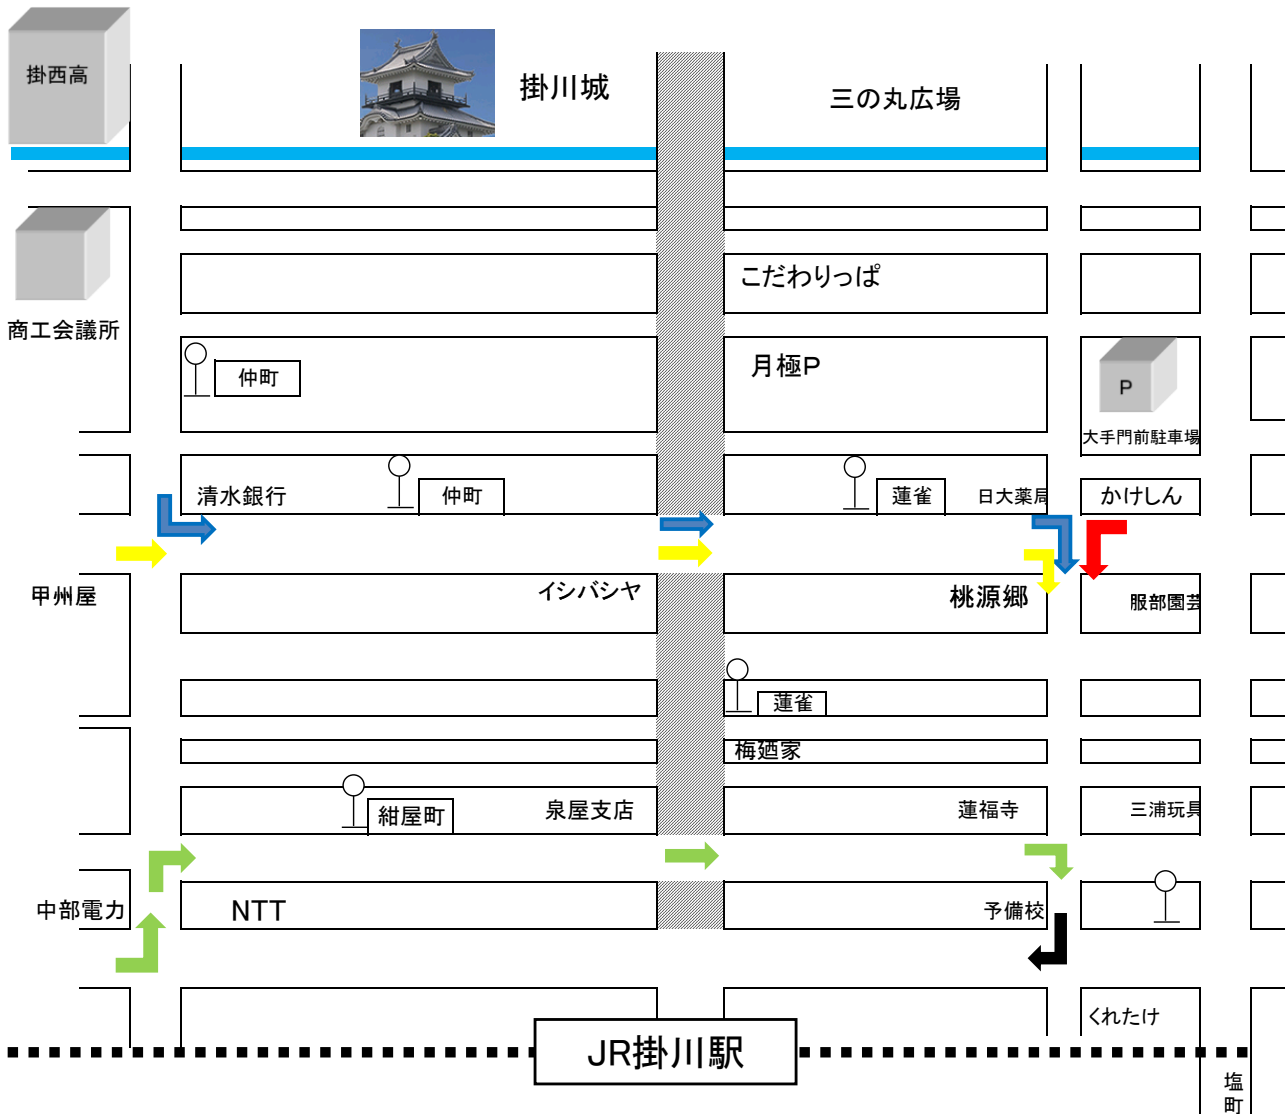 掛西高
掛川城
三の丸広場
商工会議所
こだわりっぱ
仲町
月極P
P
大手門前駐車場
清水銀行
仲町
蓮雀
日大薬局
かけしん
甲州屋
イシバシヤ
桃源郷
服部園芸
蓮雀
梅廼家
紺屋町
泉屋支店
蓮福寺
三浦玩具
中部電力
NTT
予備校
くれたけ
JR掛川駅
塩
町